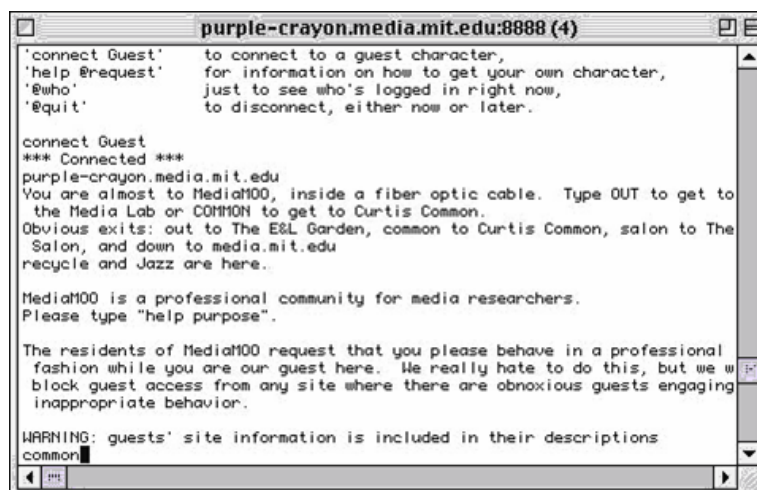 purple-crayon.media.mit.edu:8888 (4)
'connect Guest' to connect to a guest character,
'help @request' for information on how to get your own character,
'@who' just to see who's logged in right now,
'@quit' to disconnect, either now or later.
connect Guest
*** Connected ***
purple-crayon.media.mit.edu
You are almost to MediaMOO, inside a fiber optic cable. Type OUT to get to
the Media Lab or COMMON to get to Curtis Common.
Obvious exits: out to The E&L Garden, common to Curtis Common, salon to The
Salon, and down to media.mit.edu
recycle and Jazz are here.
MediaMOO is a professional community for media researchers.
Please type "help purpose".
The residents of MediaMOO request that you please behave in a professional
fashion while you are our guest here. We really hate to do this, but we w
block guest access from any site where there are obnoxious guests engaging
inappropriate behavior.
WARNING: guests' site information is included in their descriptions
common